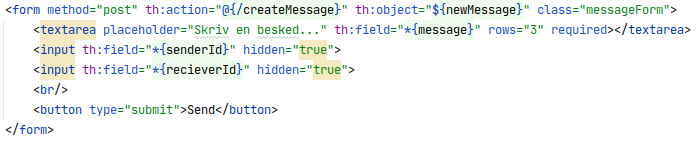 <form method="post" th:action="@{/createMessage}" th:object="${newMessage}" class="messageForm">
<textarea placeholder="Skriv en besked..." th:field="*{message}" rows="3" required></textarea>
<input th:field="*{senderId}" hidden="true">
<input th:field="*{recieverId}" hidden="true">
<br/>
<button type="submit">Send</button>
</form>